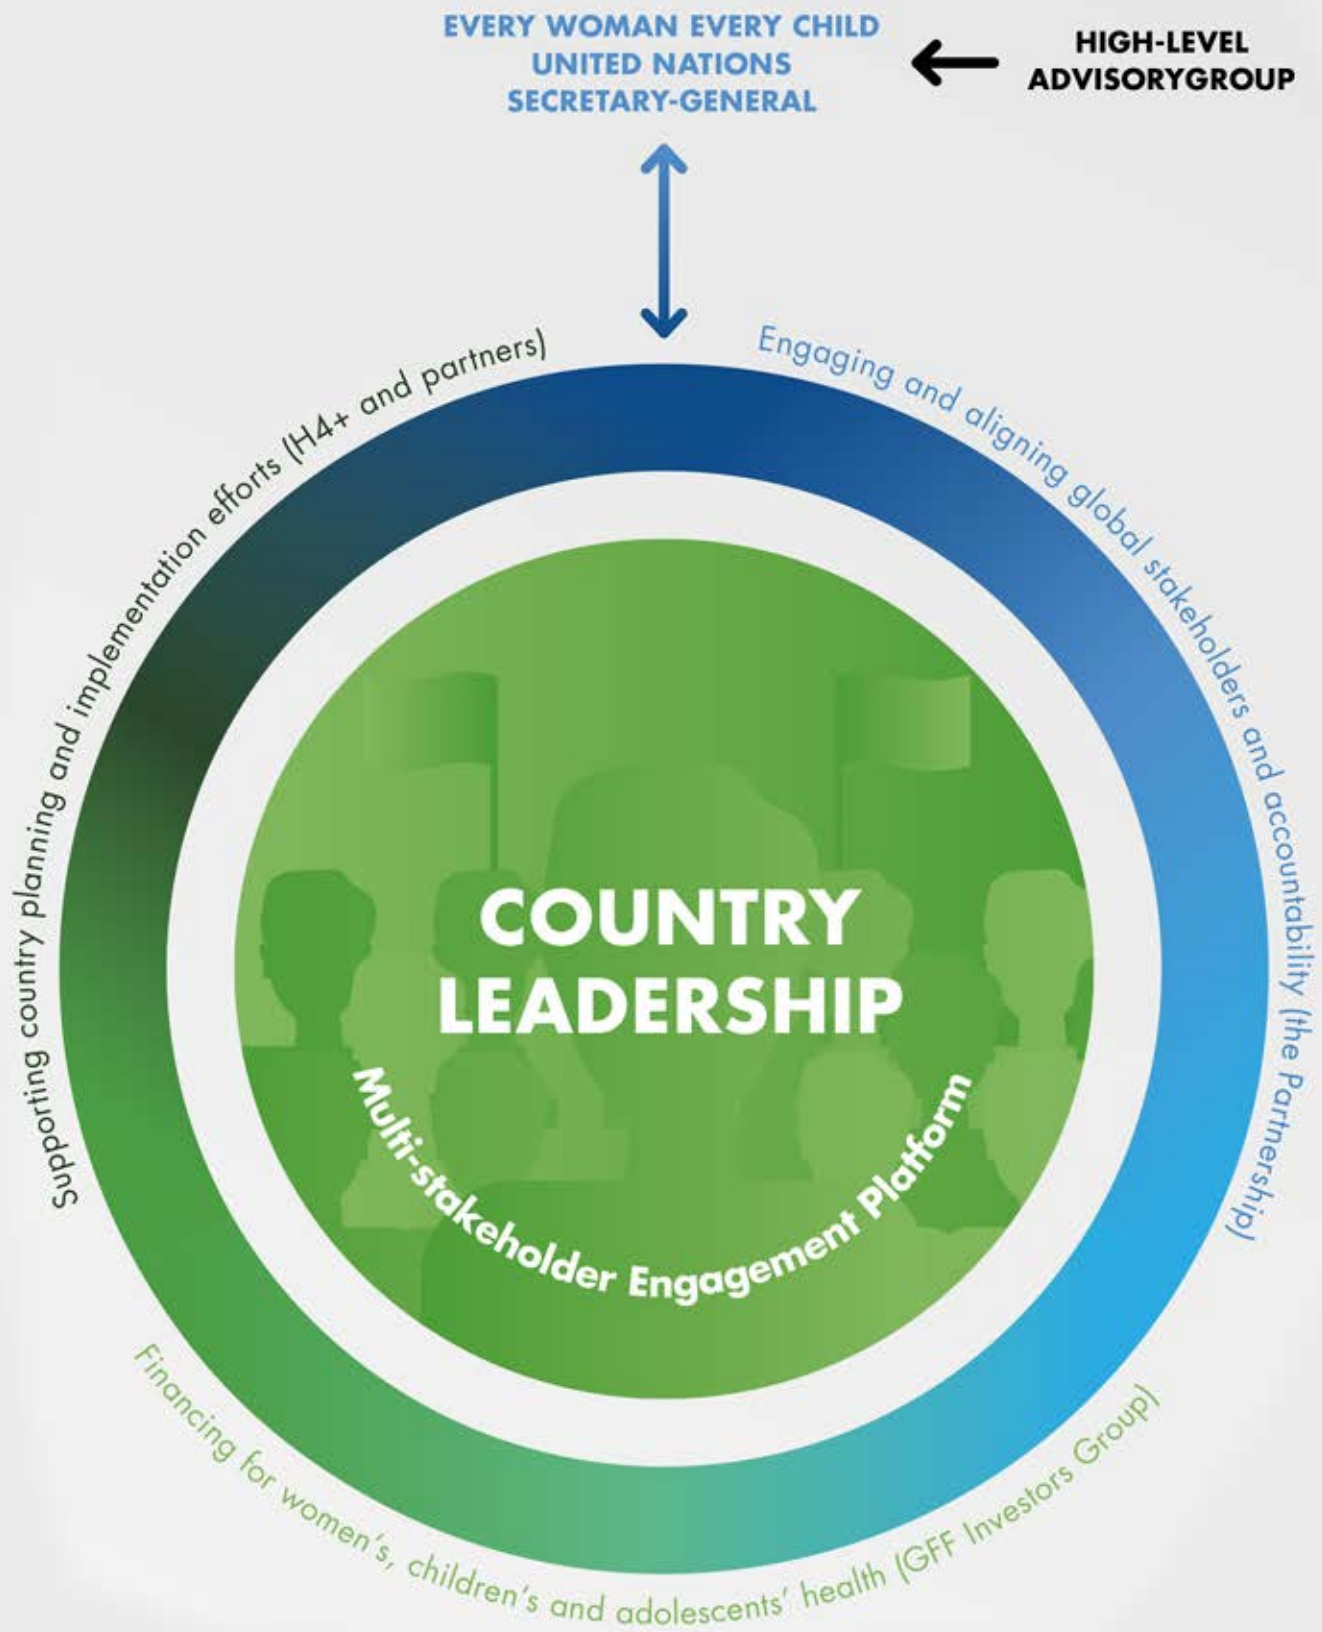 EVERY WOMAN EVERY CHILD
UNITED NATIONS
SECRETARY-GENERAL
HIGH-LEVEL
ADVISORYGROUP
Supporting country planning and implementation efforts (H4+ and partners)
Engaging and aligning global stakeholders and accountability (the Partnership)
COUNTRY
LEADERSHIP
Multi-stakeholder Engagement Platform
Financing for women's, children's and adolescents' health (GFF Investors Group)